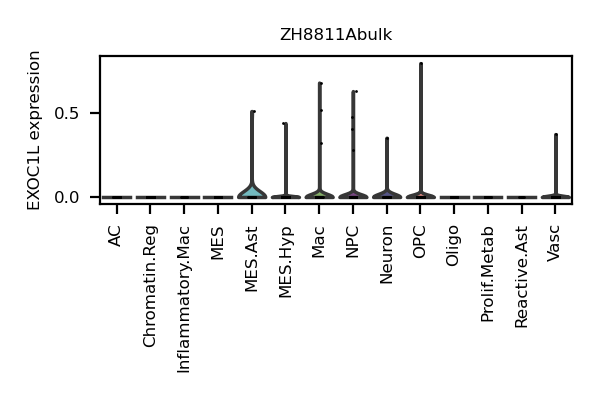 ZH8811Abulk
EXOC1L expression
0.5
0.0
AC
Chromatin.Reg
Inflammatory.Mac
MES
MES.Ast
MES.Hyp
Mac
NPC
Neuron
OPC
Oligo
Prolif.Metab
Reactive.Ast
Vasc